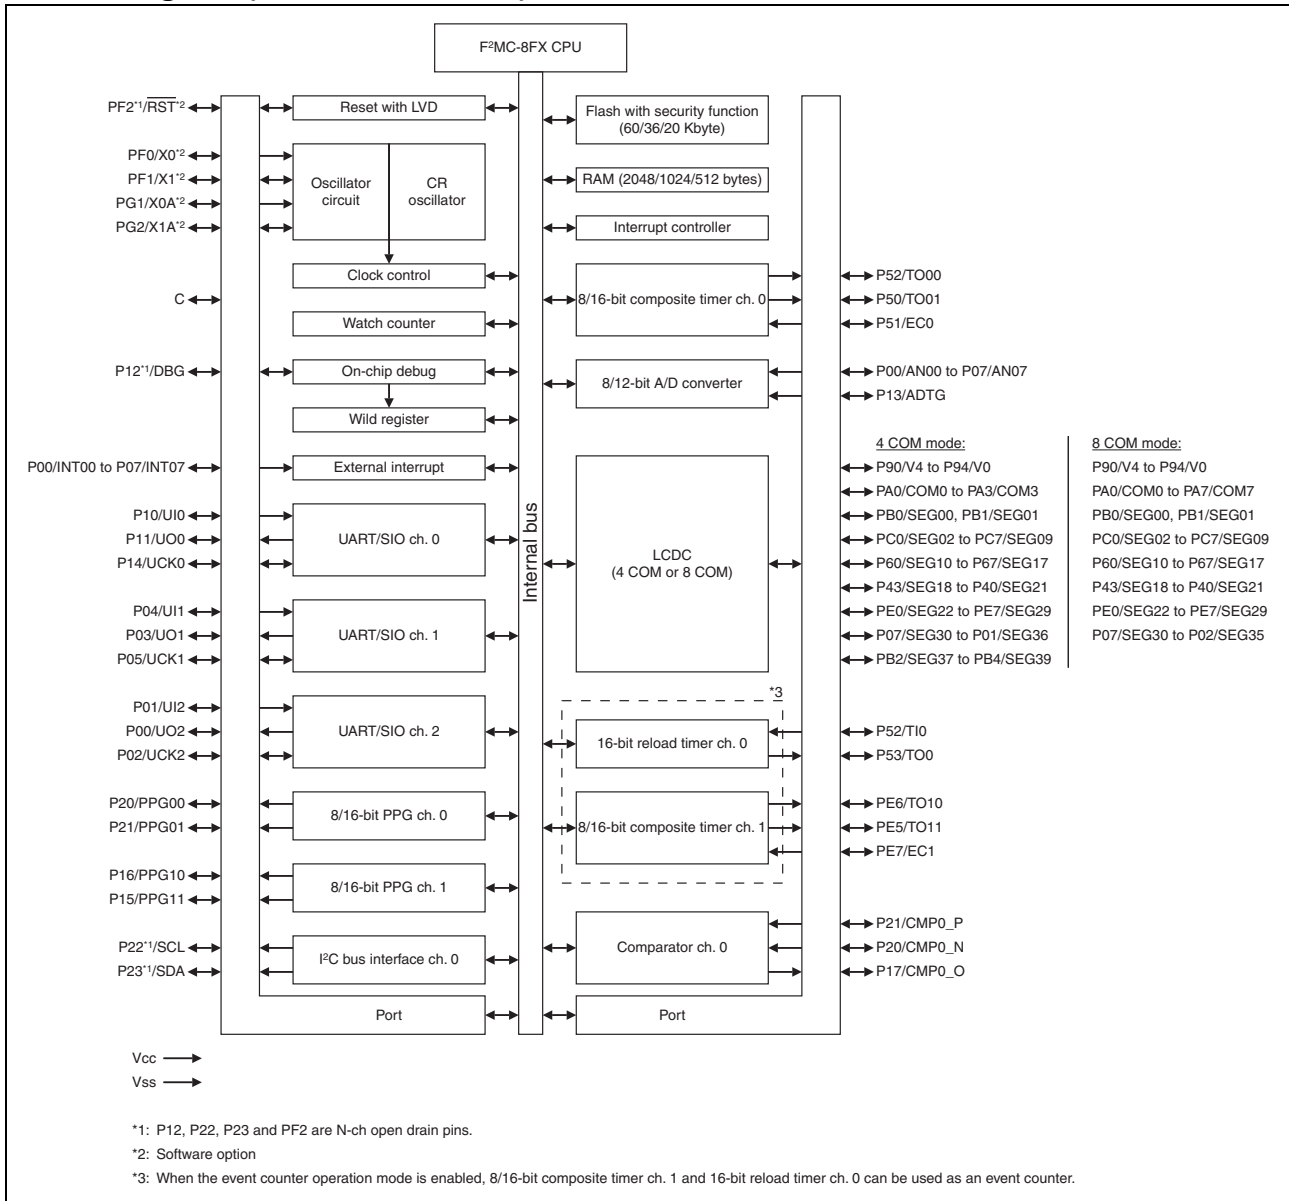 F²MC-8FX CPU
PF2*1/RST*2
Reset with LVD
Flash with security function
(60/36/20 Kbyte)
PF0/X0*2
PF1/X1*2
PG1/X0A*2
PG2/X1A*2
Oscillator
circuit
CR
oscillator
RAM (2048/1024/512 bytes)
Interrupt controller
Clock control
C
8/16-bit composite timer ch. 0
P52/TO00
P50/TO01
P51/EC0
Watch counter
P12*1/DBG
On-chip debug
8/12-bit A/D converter
P00/AN00 to P07/AN07
P13/ADTG
Wild register
P00/INT00 to P07/INT07
External interrupt
Internal bus
P10/UI0
P11/UO0
P14/UCK0
UART/SIO ch. 0
P04/UI1
P03/UO1
P05/UCK1
UART/SIO ch. 1
P01/UI2
P00/UO2
P02/UCK2
UART/SIO ch. 2
LCDC
(4 COM or 8 COM)
4 COM mode:
P90/V4 to P94/V0
PA0/COM0 to PA3/COM3
PB0/SEG00, PB1/SEG01
PC0/SEG02 to PC7/SEG09
P60/SEG10 to P67/SEG17
P43/SEG18 to P40/SEG21
PE0/SEG22 to PE7/SEG29
P07/SEG30 to P01/SEG36
PB2/SEG37 to PB4/SEG39
8 COM mode:
P90/V4 to P94/V0
PA0/COM0 to PA7/COM7
PB0/SEG00, PB1/SEG01
PC0/SEG02 to PC7/SEG09
P60/SEG10 to P67/SEG17
P43/SEG18 to P40/SEG21
PE0/SEG22 to PE7/SEG29
P07/SEG30 to P02/SEG35
*3
16-bit reload timer ch. 0
P52/TI0
P53/TO0
P20/PPG00
P21/PPG01
8/16-bit PPG ch. 0
8/16-bit composite timer ch. 1
PE6/TO10
PE5/TO11
PE7/EC1
P16/PPG10
P15/PPG11
8/16-bit PPG ch. 1
P22*1/SCL
P23*1/SDA
I²C bus interface ch. 0
Comparator ch. 0
P21/CMP0_P
P20/CMP0_N
P17/CMP0_O
Port
Port
Vcc
Vss
*1: P12, P22, P23 and PF2 are N-ch open drain pins.
*2: Software option
*3: When the event counter operation mode is enabled, 8/16-bit composite timer ch. 1 and 16-bit reload timer ch. 0 can be used as an event counter.